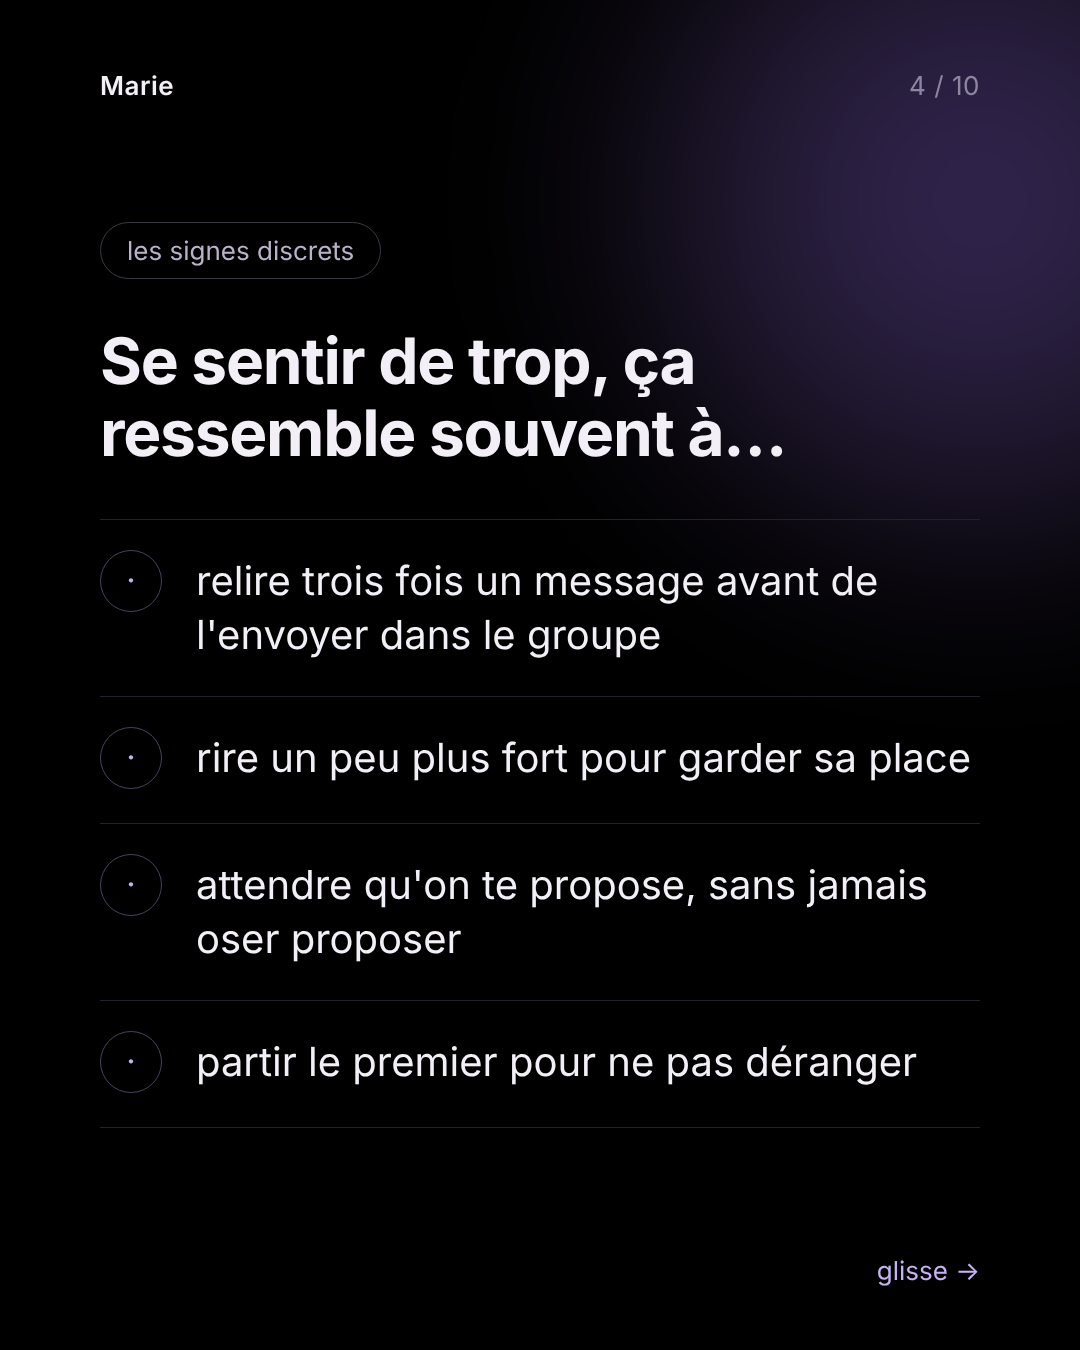 Marie
4 / 10
les signes discrets
Se sentir de trop, ça
ressemble souvent à…
relire trois fois un message avant de
l'envoyer dans le groupe
rire un peu plus fort pour garder sa place
attendre qu'on te propose, sans jamais
oser proposer
partir le premier pour ne pas déranger
glisse →